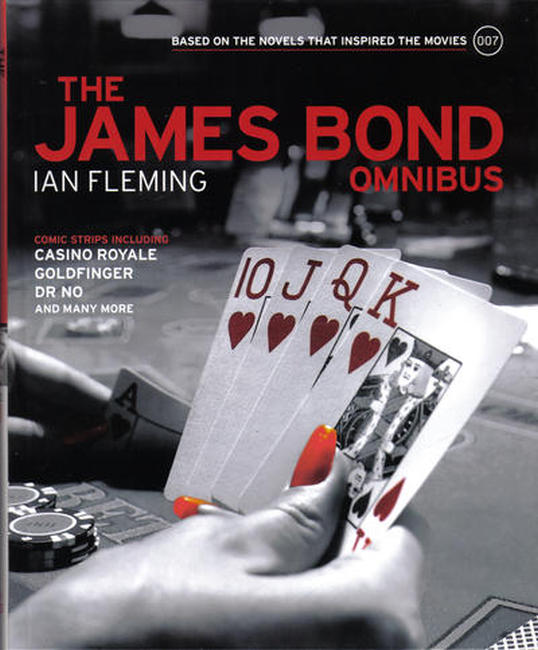 BASED ON THE NOVELS THAT INSPIRED THE MOVIES 007
THE
JAMES BOND
IAN FLEMING OMNIBUS
COMIC STRIPS INCLUDING
CASINO ROYALE
GOLDFINGER
DR NO
AND MANY MORE
10 J Q K
A